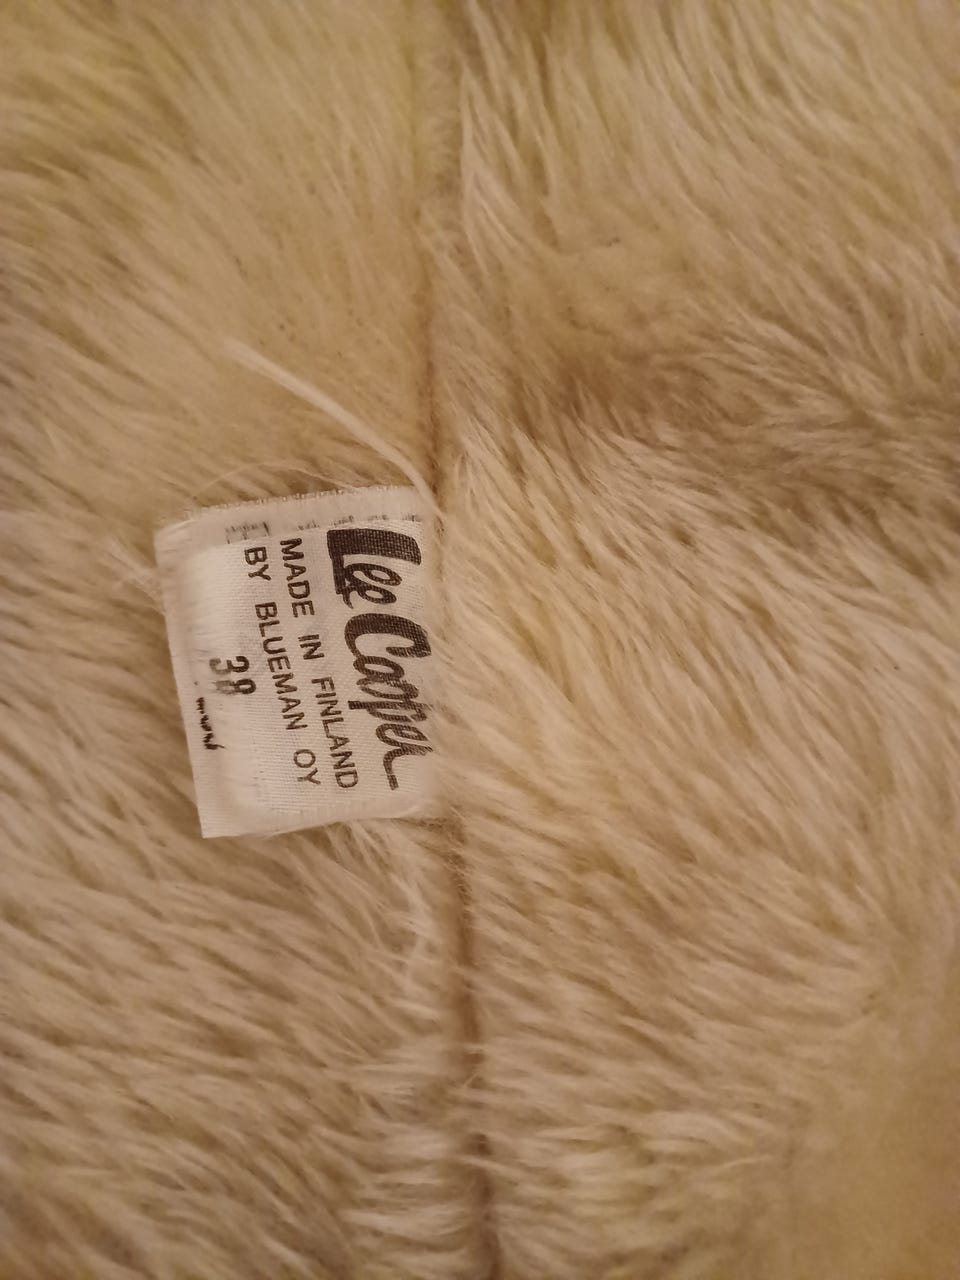 Lee Cooper
MADE IN FINLAND
BY BLUEMAN OY
38